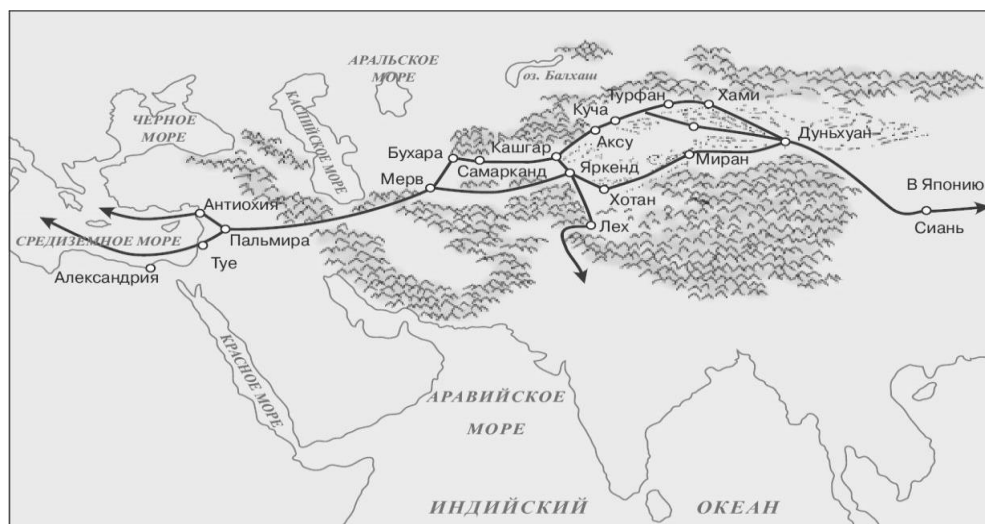 АРАЛЬСКОЕ
МОРЕ
оз. Балхаш
КАСПИЙСКОЕ МОРЕ
ЧЕРНОЕ
МОРЕ
Турфан
Хами
Куча
Дуньхуан
Аксу
Кашгар
Бухара
Самарканд
Яркенд
Миран
Мерв
Хотан
В Японию
Антиохия
Лех
Сиань
СРЕДИЗЕМНОЕ МОРЕ
Пальмира
Туе
Александрия
КРАСНОЕ МОРЕ
АРАВИЙСКОЕ
МОРЕ
ИНДИЙСКИЙ ОКЕАН